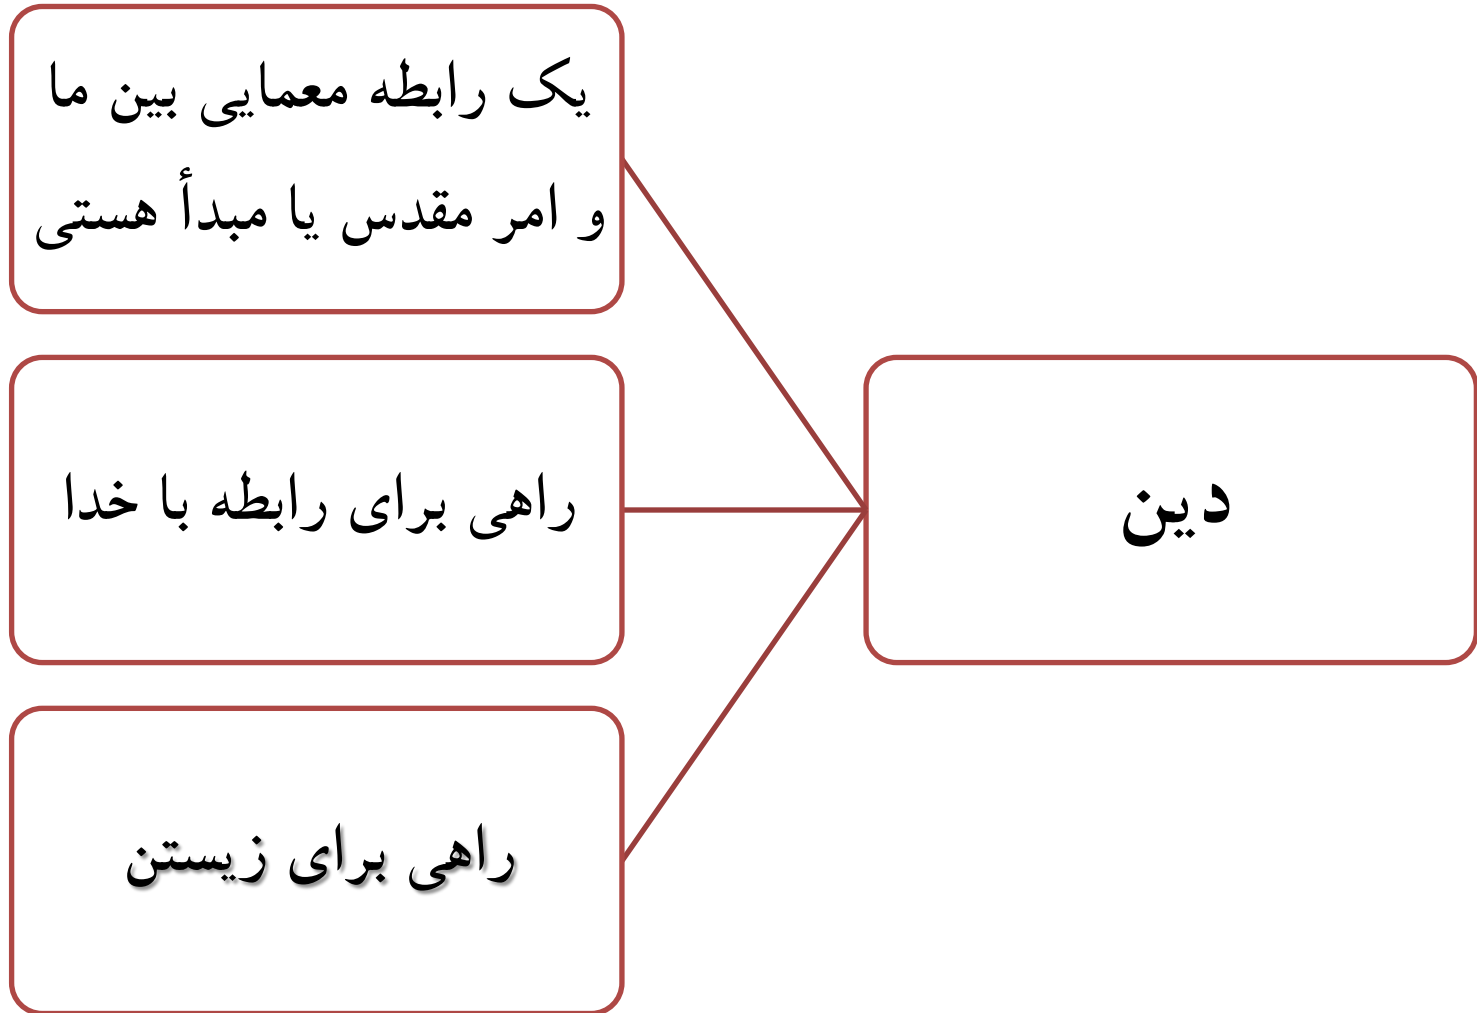 دین
یک رابطه معمایی بین ما
و امر مقدس یا مبدأ هستی
راهی برای رابطه با خدا
راهی برای زیستن